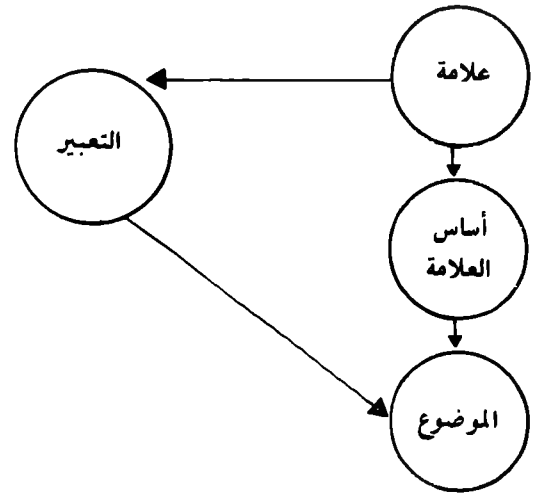 علامة
التعبير
أساس
العلامة
الموضوع